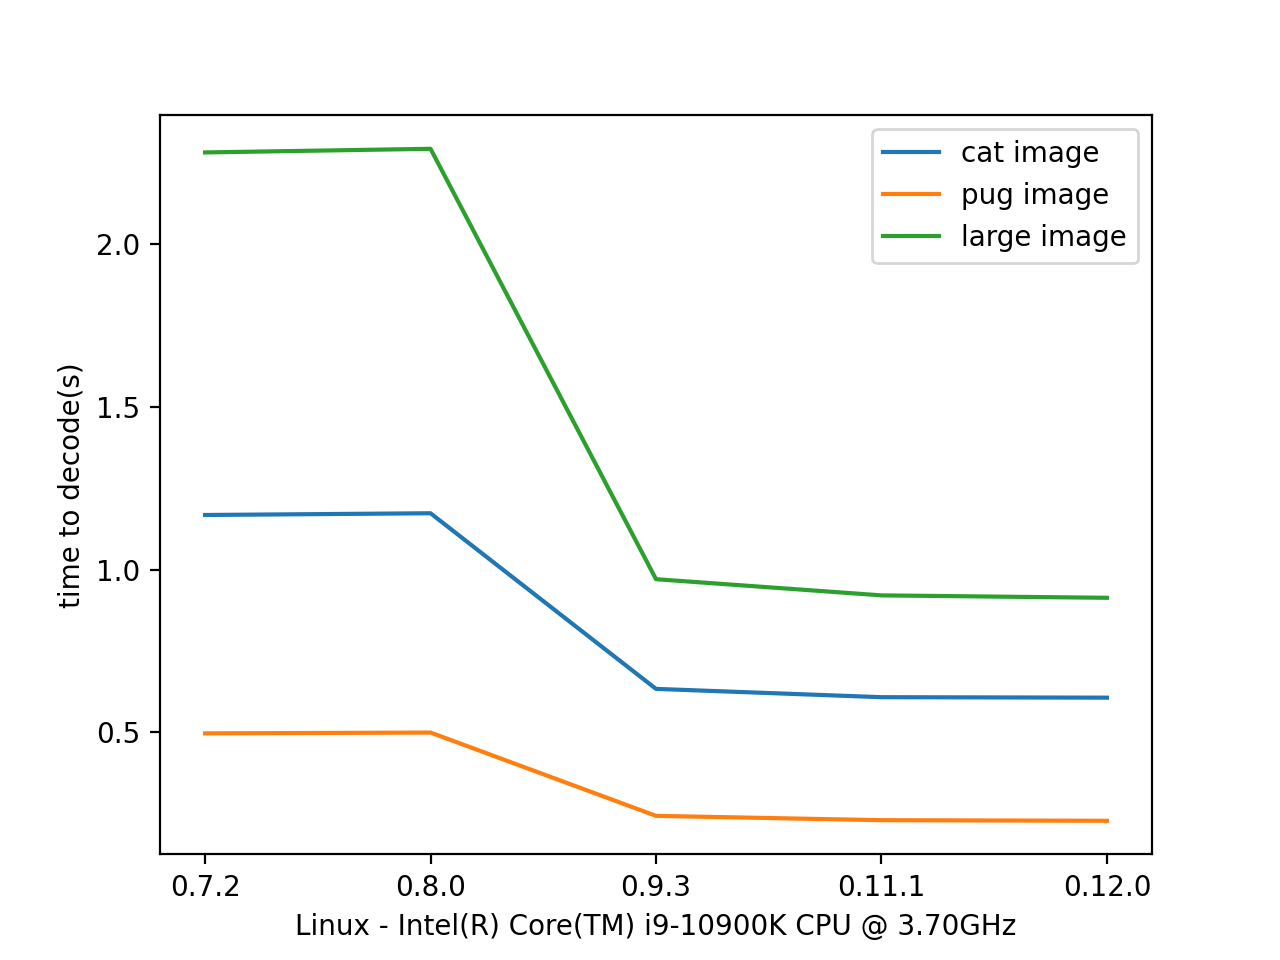 cat image
pug image
large image
time to decode(s)
2.0
1.5
1.0
0.5
0.7.2 0.8.0 0.9.3 0.11.1 0.12.0
Linux - Intel(R) Core(TM) i9-10900K CPU @ 3.70GHz